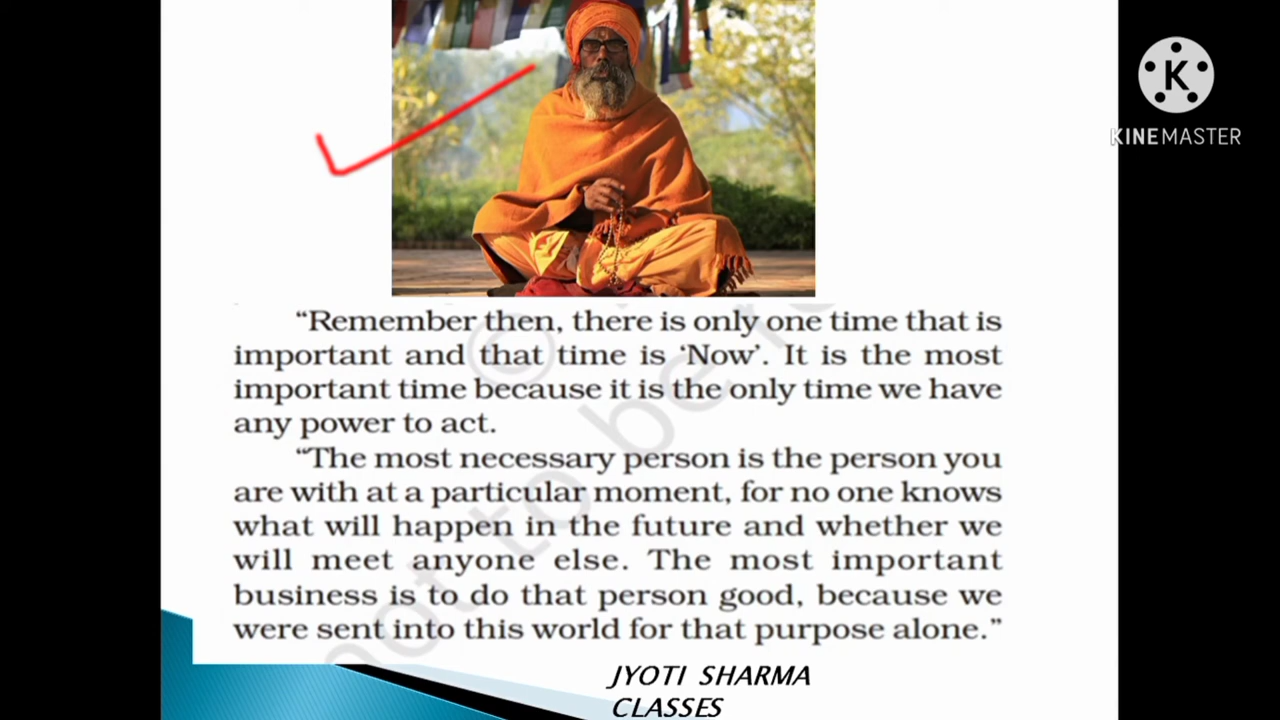 KINEMASTER
“Remember then, there is only one time that is
important and that time is ‘Now’. It is the most
important time because it is the only time we have
any power to act.
“The most necessary person is the person you
are with at a particular moment, for no one knows
what will happen in the future and whether we
will meet anyone else. The most important
business is to do that person good, because we
were sent into this world for that purpose alone.”
JYOTI SHARMA
CLASSES